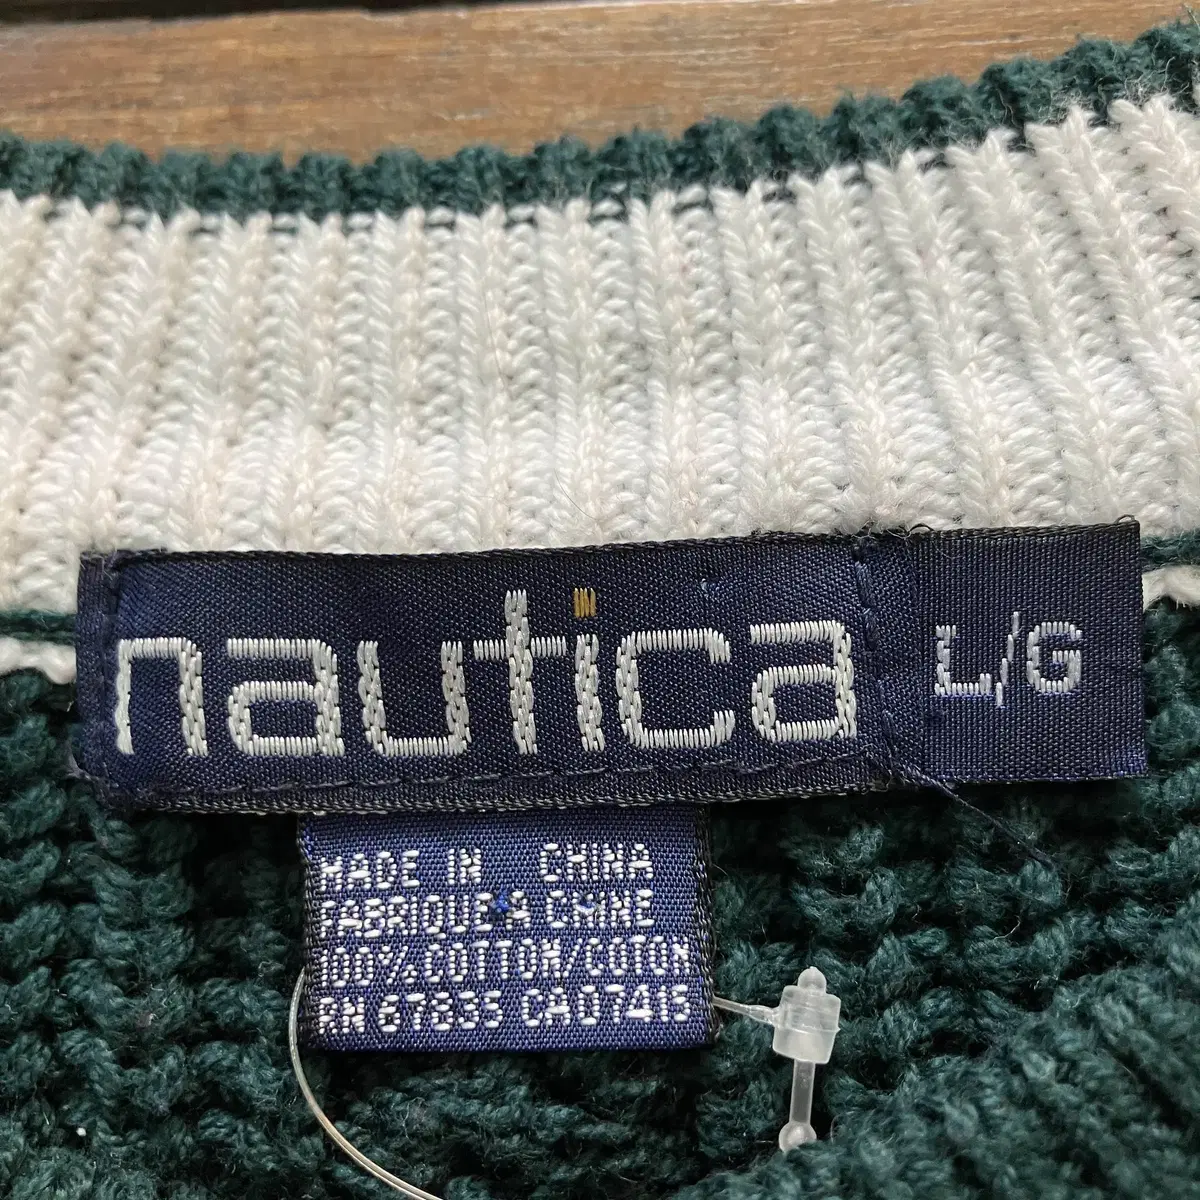 nautica
L/G
MADE IN CHINA
FABRIQUE CHINE
100% COTTON/COTON
RN 67835 CA07415